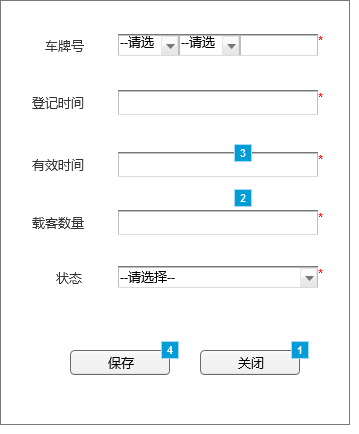 车牌号 --请选 --请选 *
登记时间 *
3
有效时间 *
2
载客数量 *
状态 --请选择-- *
4 1
保存 关闭